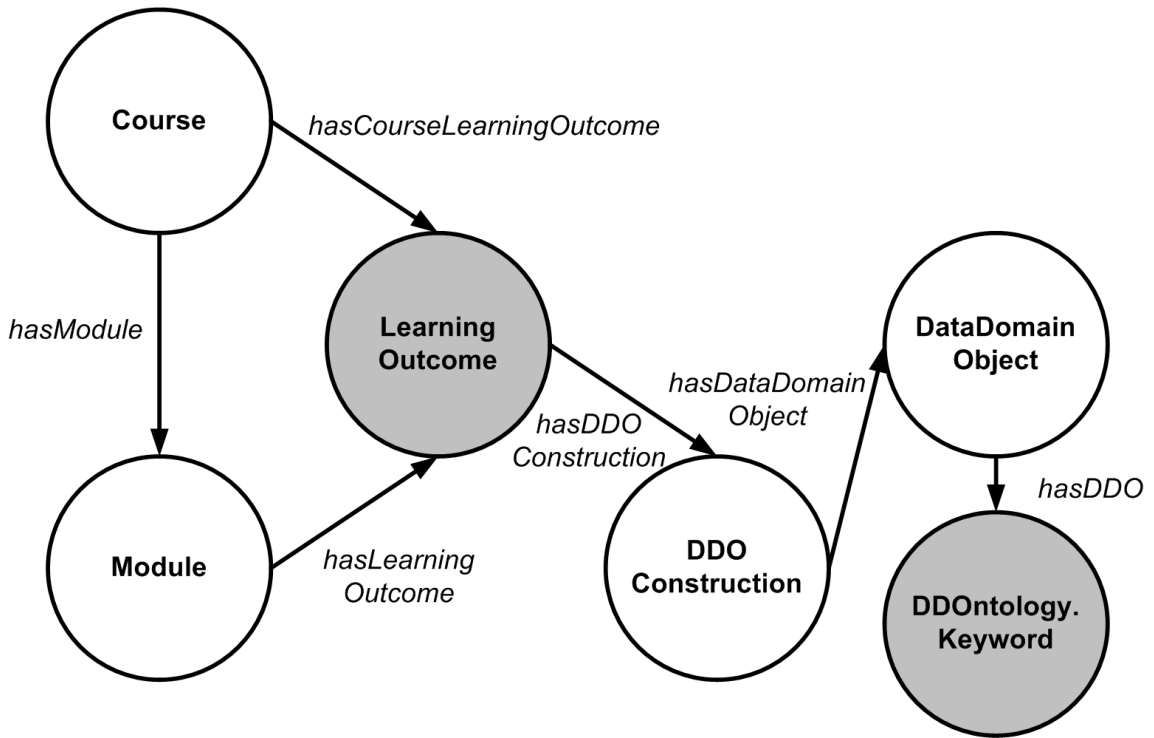 Course
hasCourseLearningOutcome
hasModule
Learning
Outcome
DataDomain
Object
hasDataDomain
Object
hasDDO
Construction
hasDDO
Module
hasLearning
Outcome
DDO
Construction
DDOntology.
Keyword